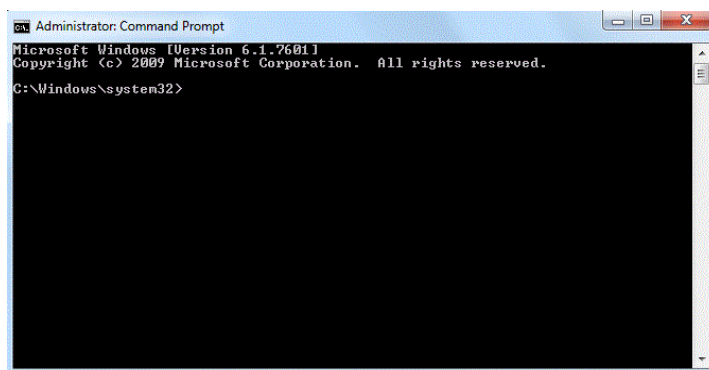 Administrator: Command Prompt
Microsoft Windows [Version 6.1.7601]
Copyright (c) 2009 Microsoft Corporation.  All rights reserved.
C:\Windows\system32>